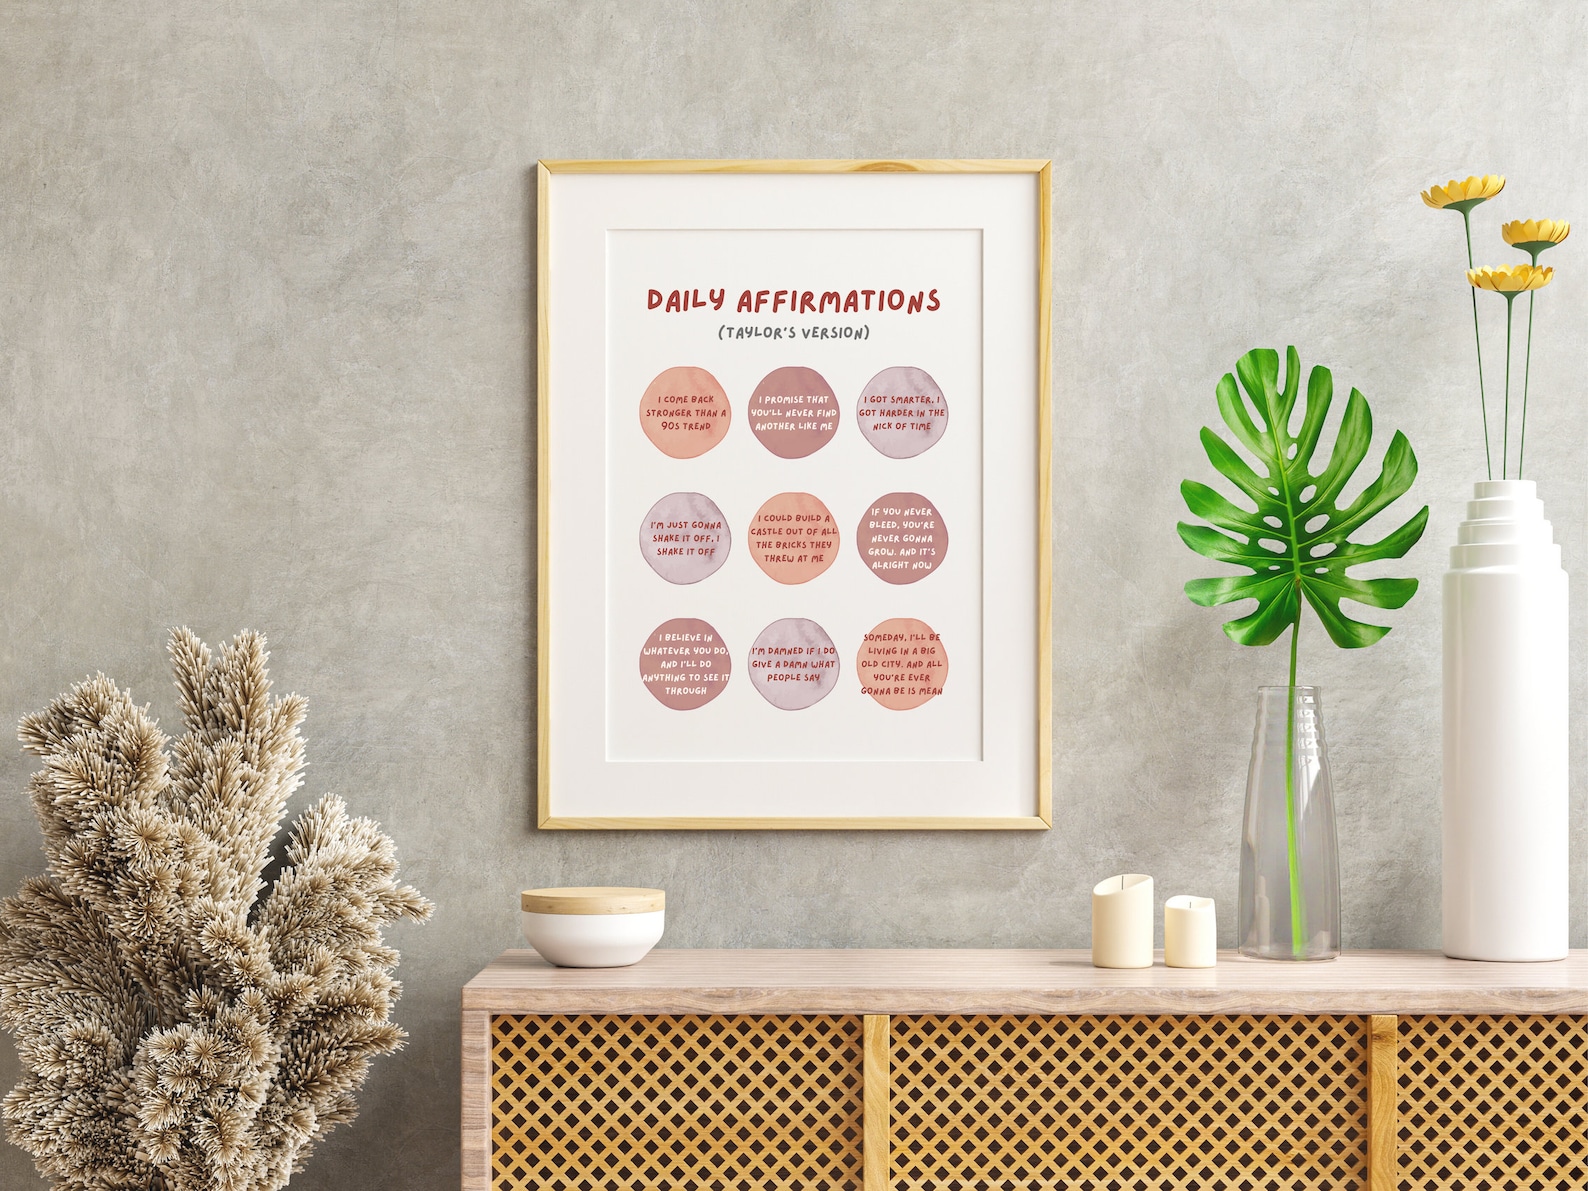 DAILY AFFIRMATIONS
(TAYLOR'S VERSION)
I COME BACK
STRONGER THAN A
90S TREND
I PROMISE THAT
YOU'LL NEVER FIND
ANOTHER LIKE ME
I GOT SMARTER, I
GOT HARDER IN THE
NICK OF TIME
I'M JUST GONNA
SHAKE IT OFF, I
SHAKE IT OFF
I COULD BUILD A
CASTLE OUT OF ALL
THE BRICKS THEY
THREW AT ME
IF YOU NEVER
BLEED, YOU'RE
NEVER GONNA
GROW. AND IT'S
ALRIGHT NOW
I BELIEVE IN
WHATEVER YOU DO,
AND I'LL DO
ANYTHING TO SEE IT
THROUGH
I'M DAMNED IF I DO
GIVE A DAMN WHAT
PEOPLE SAY
SOMEDAY, I'LL BE
LIVING IN A BIG
OLD CITY. AND ALL
YOU'RE EVER
GONNA BE IS MEAN